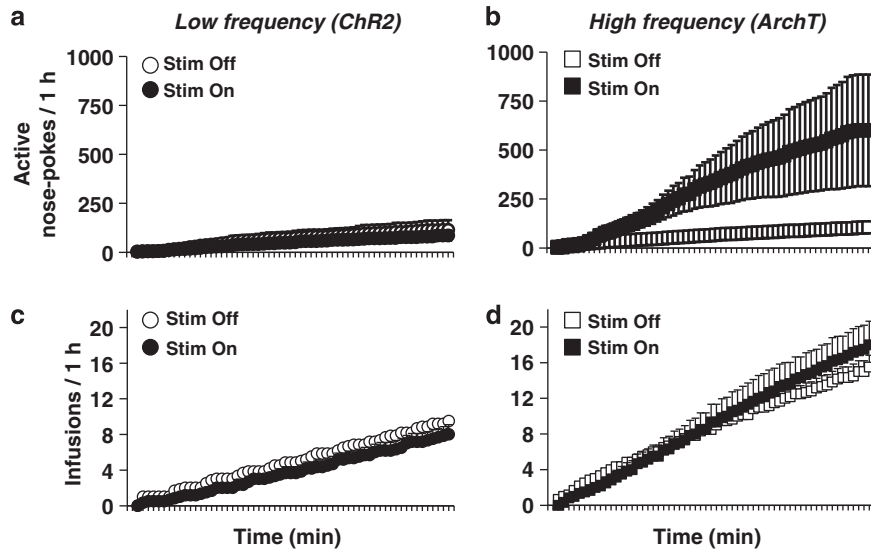 a
Low frequency (ChR2)
1000
750
500
250
0
Active
nose-pokes / 1 h
Stim Off
Stim On
b
High frequency (ArchT)
1000
750
500
250
0
Stim Off
Stim On
c
20
16
12
8
4
0
Infusions / 1 h
Stim Off
Stim On
Time (min)
d
20
16
12
8
4
0
Stim Off
Stim On
Time (min)